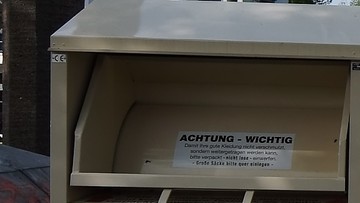 CE
ACHTUNG - WICHTIG
Damit Ihre gute Kleidung nicht verschmutzt,
sondern weitergetragen werden kann,
bitte verpackt - nicht lose - einwerfen.
- Große Säcke bitte quer einlegen -